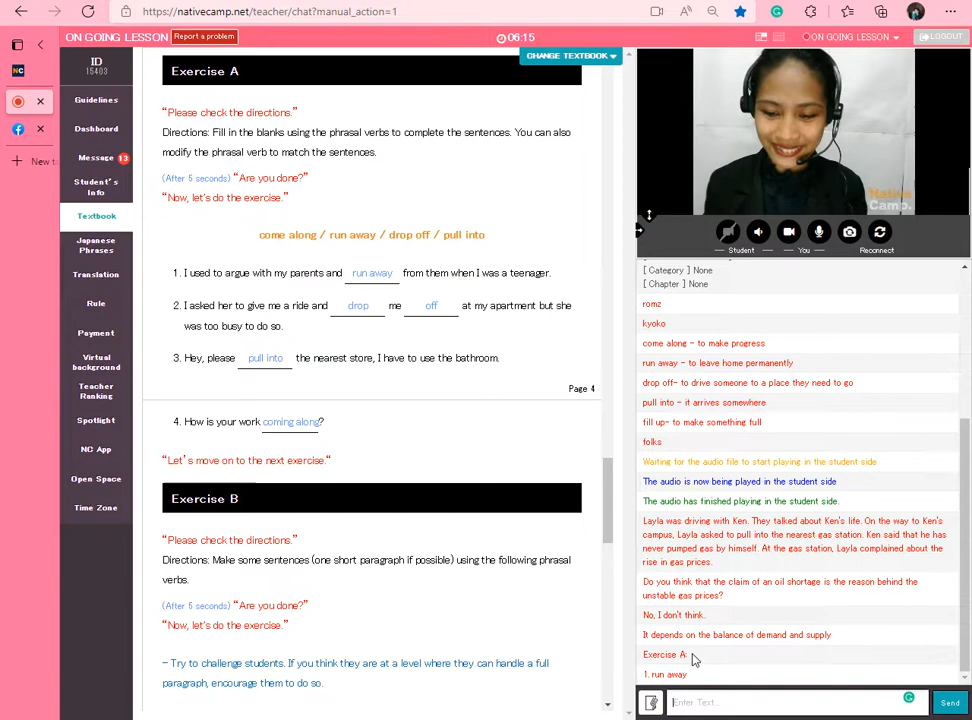 https://nativecamp.net/teacher/chat?manual_action=1
ON GOING LESSON
Report a problem
06:15
ON GOING LESSON
LOGOUT
NC
New t
ID
15403
Guidelines
Dashboard
Message 13
Student's
Info
Textbook
Japanese
Phrases
Translation
Rule
Payment
Virtual
background
Teacher
Ranking
Spotlight
NC App
Open Space
Time Zone
CHANGE TEXTBOOK
Exercise A
"Please check the directions."
Directions: Fill in the blanks using the phrasal verbs to complete the sentences. You can also
modify the phrasal verb to match the sentences.
(After 5 seconds) "Are you done?"
"Now, let's do the exercise."
come along / run away / drop off / pull into
1. I used to argue with my parents and run away from them when I was a teenager.
2. I asked her to give me a ride and drop me off at my apartment but she
was too busy to do so.
3. Hey, please pull into the nearest store, I have to use the bathroom.
Page 4
4. How is your work coming along?
"Let's move on to the next exercise."
Exercise B
"Please check the directions."
Directions: Make some sentences (one short paragraph if possible) using the following phrasal
verbs.
(After 5 seconds) "Are you done?"
"Now, let's do the exercise."
- Try to challenge students. If you think they are at a level where they can handle a full
paragraph, encourage them to do so.
Native
Camp.
Student
You
Reconnect
[ Category ] None
[ Chapter ] None
romz
kyoko
come along - to make progress
run away - to leave home permanently
drop off- to drive someone to a place they need to go
pull into - it arrives somewhere
fill up- to make something full
folks
Waiting for the audio file to start playing in the student side
The audio is now being played in the student side
The audio has finished playing in the student side.
Layla was driving with Ken. They talked about Ken's life. On the way to Ken's
campus, Layla asked to pull into the nearest gas station. Ken said that he has
never pumped gas by himself. At the gas station, Layla complained about the
rise in gas prices.
Do you think that the claim of an oil shortage is the reason behind the
unstable gas prices?
No, I don't think.
It depends on the balance of demand and supply
Exercise A:
1. run away
Enter Text...
Send